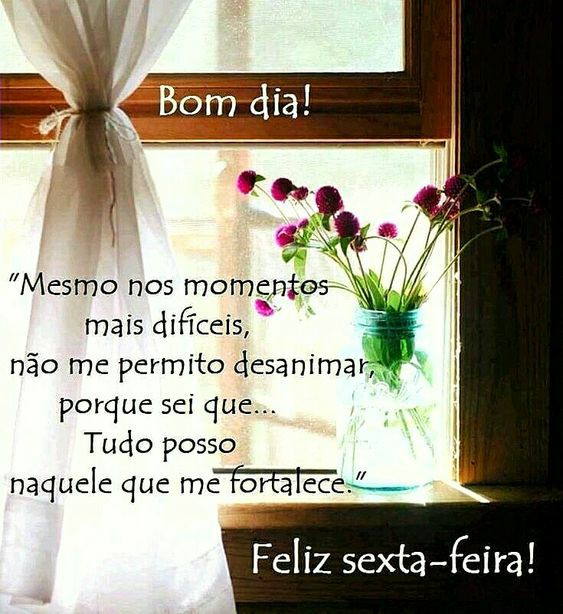 Bom dia!
"Mesmo nos momentos
mais difíceis,
não me permito desanimar,
porque sei que...
Tudo posso
naquele que me fortalece."
Feliz sexta-feira!